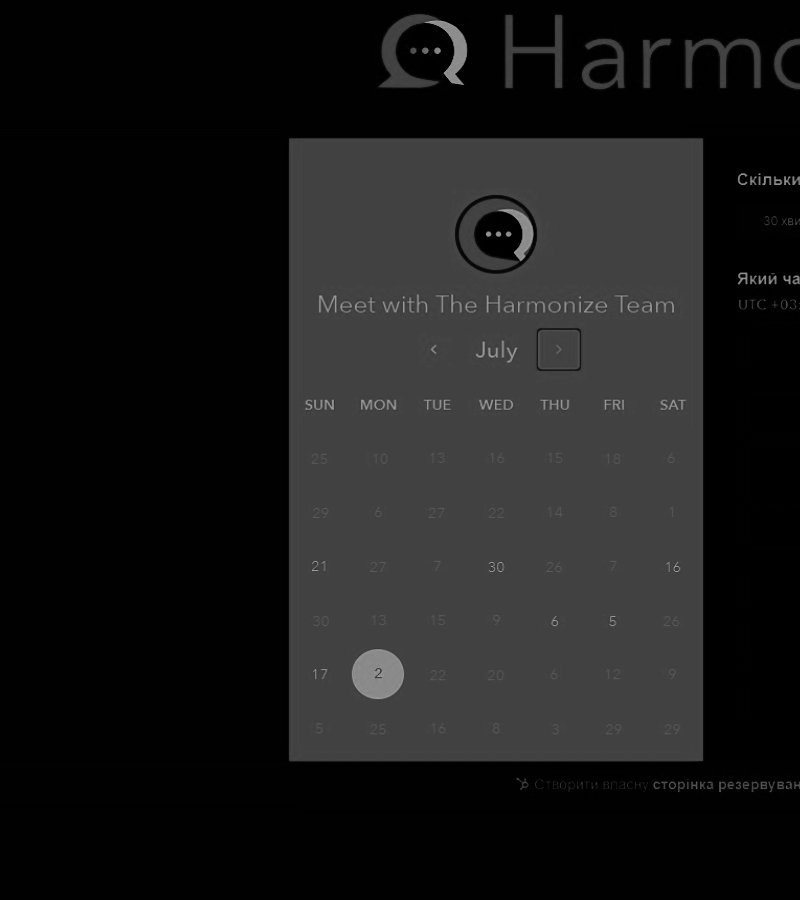 Harmo
Скільки
30 хви
Який ча
UTC +03:
Meet with The Harmonize Team
July
SUN MON TUE WED THU FRI SAT
25 10 13 16 15 18 6
29 6 27 22 14 8 1
21 27 7 30 26 7 16
30 13 15 9 6 5 26
17 2 22 20 6 12 9
5 25 16 8 3 29 29
Створити власну сторінка резервуван